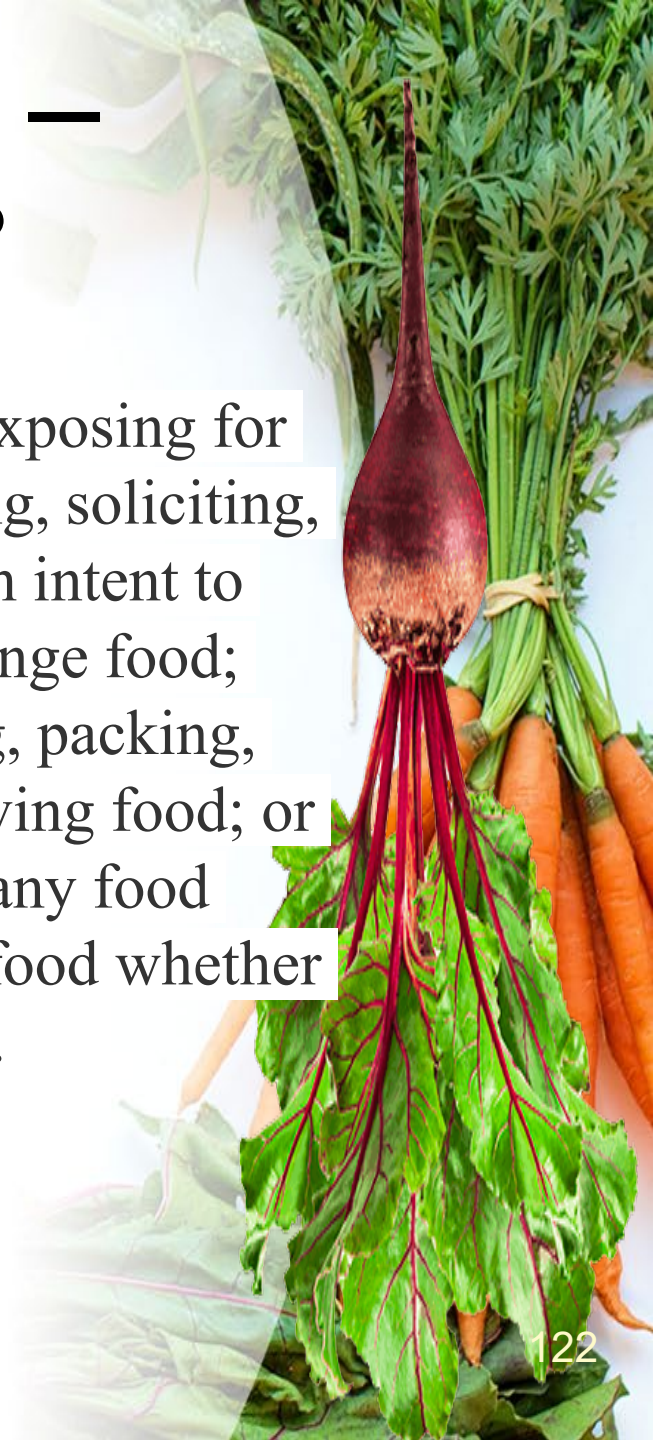 —
xposing for
g, soliciting,
intent to
nge food;
, packing,
ving food; or
any food
food whether
.
122